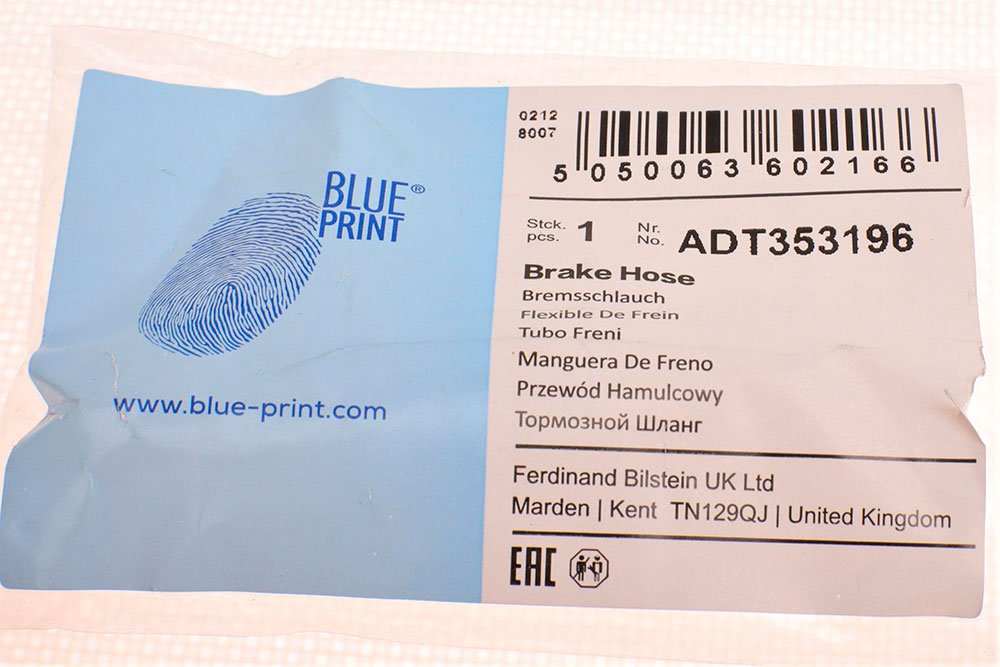 BLUE®
PRINT
www.blue-print.com
0212
8007
5 050063 602166
Stck.
pcs.
1
Nr.
No.
ADT353196
Brake Hose
Bremsschlauch
Flexible De Frein
Tubo Freni
Manguera De Freno
Przewód Hamulcowy
Тормозной Шланг
Ferdinand Bilstein UK Ltd
Marden | Kent TN129QJ | United Kingdom
EAC